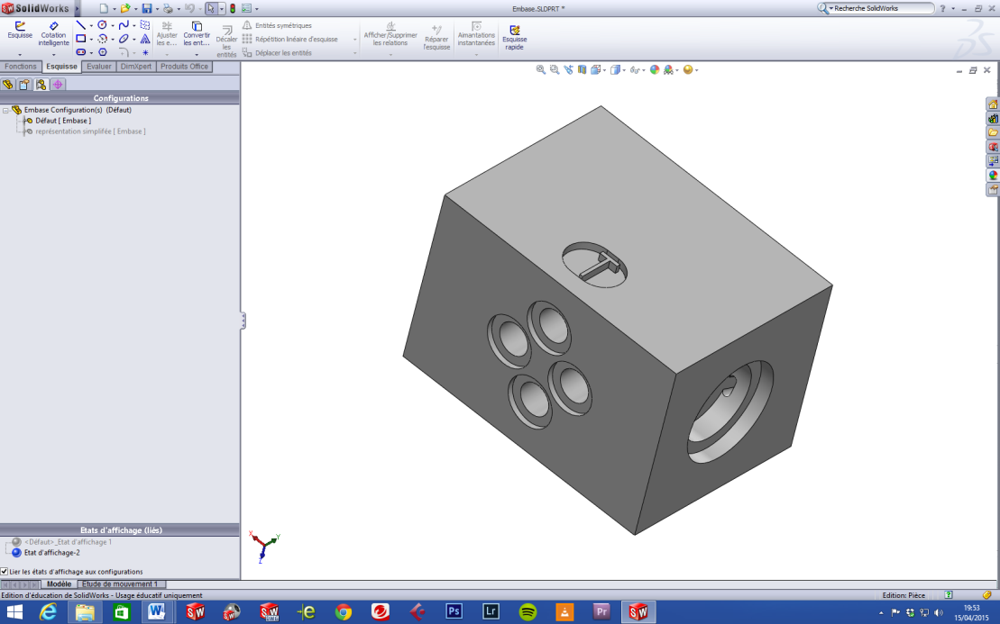 SolidWorks
Embase.SLDPRT *
Recherche SolidWorks
Esquisse
Cotation intelligente
Ajuster les e...
Convertir les ent...
Décaler les entités
Entités symétriques
Répétition linéaire d'esquisse
Déplacer les entités
Afficher/Supprimer les relations
Réparer l'esquisse
Aimantations instantanées
Esquisse rapide
Fonctions Esquisse Evaluer DimXpert Produits Office
Configurations
Embase Configuration(s) (Défaut)
Défaut [ Embase ]
représentation simplifée [ Embase ]
Etats d'affichage (liés)
<Défaut>_Etat d'affichage 1
Etat d'affichage-2
Lier les états d'affichage aux configurations
X
Y
Z
Modèle Etude de mouvement 1
Edition d'éducation de SolidWorks - Usage éducatif uniquement
Edition: Pièce
Ps
Lr
Pr
19:53
15/04/2015